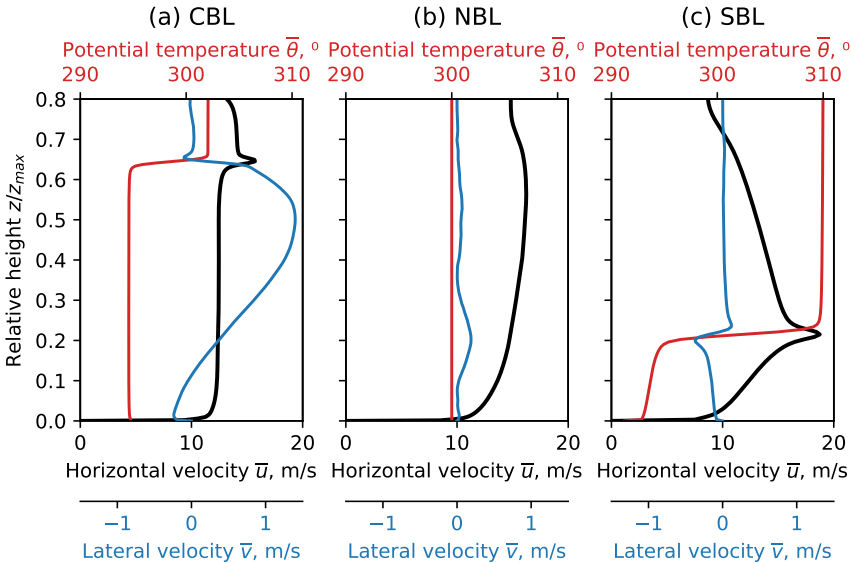 (a) CBL (b) NBL (c) SBL
Potential temperature θ̅, ⁰ Potential temperature θ̅, ⁰ Potential temperature θ̅, ⁰
290 300 310 290 300 310 290 300 310
0.8
0.7
0.6
0.5
0.4
0.3
0.2
0.1
0.0
Relative height z/z_max
0 10 20 0 10 20 0 10 20
Horizontal velocity u̅, m/s Horizontal velocity u̅, m/s Horizontal velocity u̅, m/s
−1 0 1 −1 0 1 −1 0 1
Lateral velocity v̅, m/s Lateral velocity v̅, m/s Lateral velocity v̅, m/s